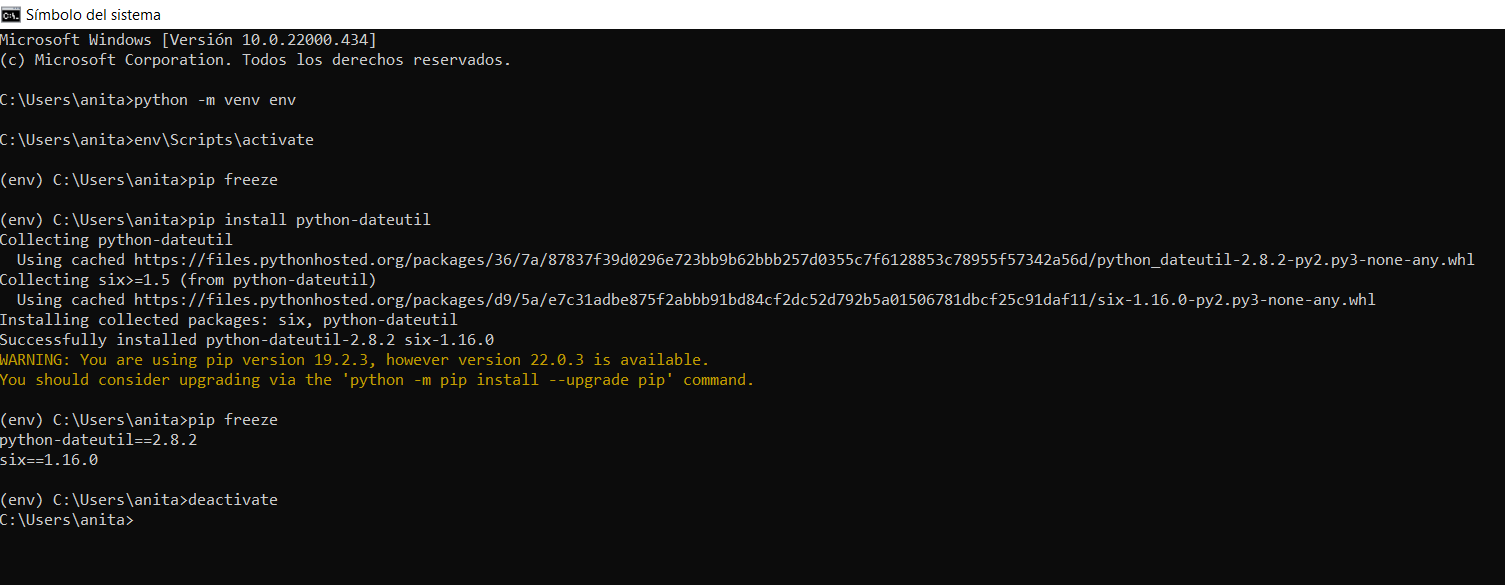 Símbolo del sistema
Microsoft Windows [Versión 10.0.22000.434]
(c) Microsoft Corporation. Todos los derechos reservados.
C:\Users\anita>python -m venv env
C:\Users\anita>env\Scripts\activate
(env) C:\Users\anita>pip freeze
(env) C:\Users\anita>pip install python-dateutil
Collecting python-dateutil
  Using cached https://files.pythonhosted.org/packages/36/7a/87837f39d0296e723bb9b62bbb257d0355c7f6128853c78955f57342a56d/python_dateutil-2.8.2-py2.py3-none-any.whl
Collecting six>=1.5 (from python-dateutil)
  Using cached https://files.pythonhosted.org/packages/d9/5a/e7c31adbe875f2abbb91bd84cf2dc52d792b5a01506781dbcf25c91daf11/six-1.16.0-py2.py3-none-any.whl
Installing collected packages: six, python-dateutil
Successfully installed python-dateutil-2.8.2 six-1.16.0
WARNING: You are using pip version 19.2.3, however version 22.0.3 is available.
You should consider upgrading via the 'python -m pip install --upgrade pip' command.
(env) C:\Users\anita>pip freeze
python-dateutil==2.8.2
six==1.16.0
(env) C:\Users\anita>deactivate
C:\Users\anita>